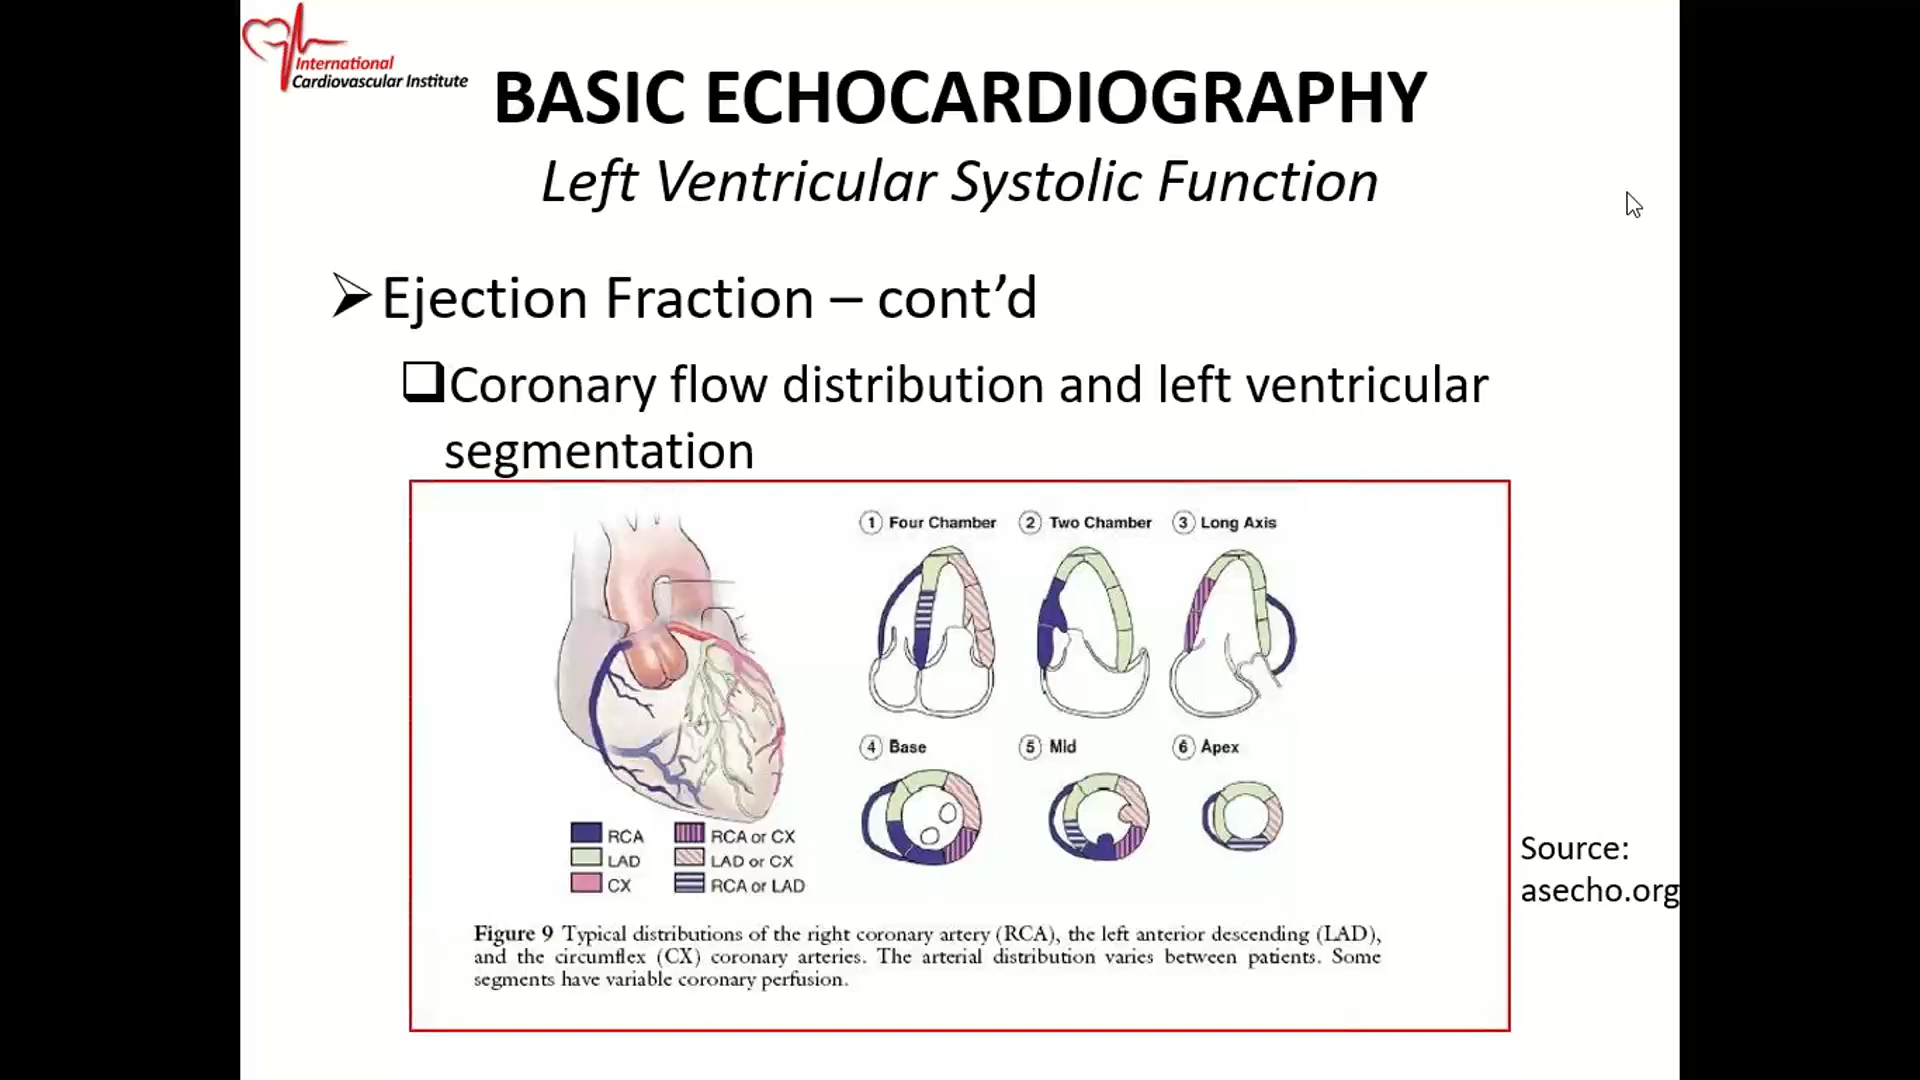 International
Cardiovascular Institute
BASIC ECHOCARDIOGRAPHY
Left Ventricular Systolic Function
Ejection Fraction – cont’d
Coronary flow distribution and left ventricular
segmentation
1 Four Chamber
2 Two Chamber
3 Long Axis
4 Base
5 Mid
6 Apex
RCA
RCA or CX
LAD
LAD or CX
CX
RCA or LAD
Source:
asecho.org
Figure 9 Typical distributions of the right coronary artery (RCA), the left anterior descending (LAD),
and the circumflex (CX) coronary arteries. The arterial distribution varies between patients. Some
segments have variable coronary perfusion.